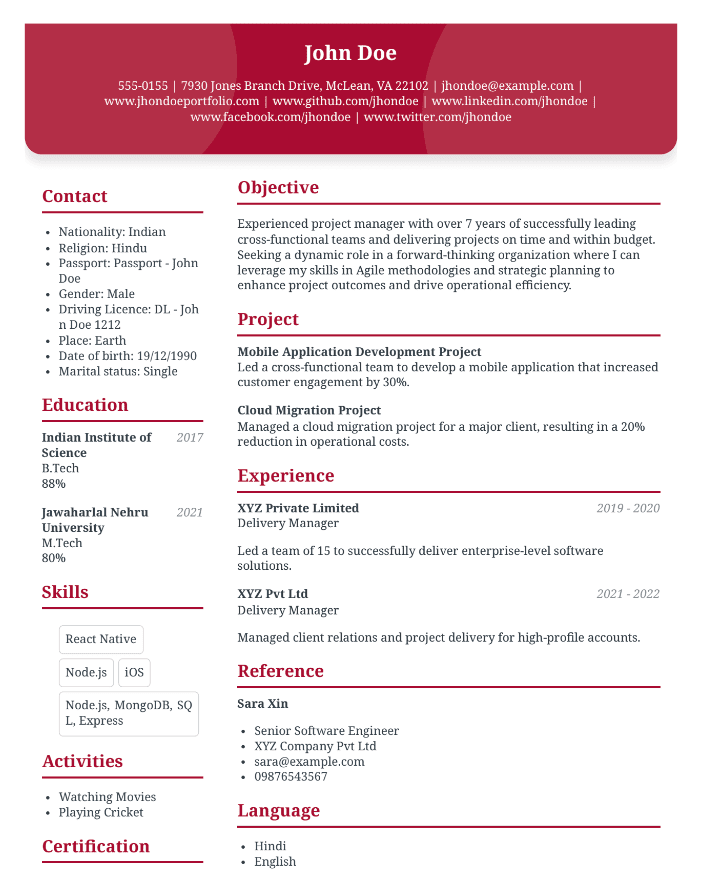 John Doe
555-0155 | 7930 Jones Branch Drive, McLean, VA 22102 | jhondoe@example.com |
www.jhondoeportfolio.com | www.github.com/jhondoe | www.linkedin.com/jhondoe |
www.facebook.com/jhondoe | www.twitter.com/jhondoe
Contact
• Nationality: Indian
• Religion: Hindu
• Passport: Passport - John
Doe
• Gender: Male
• Driving Licence: DL - Joh
n Doe 1212
• Place: Earth
• Date of birth: 19/12/1990
• Marital status: Single
Education
Indian Institute of 2017
Science
B.Tech
88%
Jawaharlal Nehru 2021
University
M.Tech
80%
Skills
React Native
Node.js iOS
Node.js, MongoDB, SQ
L, Express
Activities
• Watching Movies
• Playing Cricket
Certification
Objective
Experienced project manager with over 7 years of successfully leading
cross-functional teams and delivering projects on time and within budget.
Seeking a dynamic role in a forward-thinking organization where I can
leverage my skills in Agile methodologies and strategic planning to
enhance project outcomes and drive operational efficiency.
Project
Mobile Application Development Project
Led a cross-functional team to develop a mobile application that increased
customer engagement by 30%.
Cloud Migration Project
Managed a cloud migration project for a major client, resulting in a 20%
reduction in operational costs.
Experience
XYZ Private Limited 2019 - 2020
Delivery Manager
Led a team of 15 to successfully deliver enterprise-level software
solutions.
XYZ Pvt Ltd 2021 - 2022
Delivery Manager
Managed client relations and project delivery for high-profile accounts.
Reference
Sara Xin
• Senior Software Engineer
• XYZ Company Pvt Ltd
• sara@example.com
• 09876543567
Language
• Hindi
• English